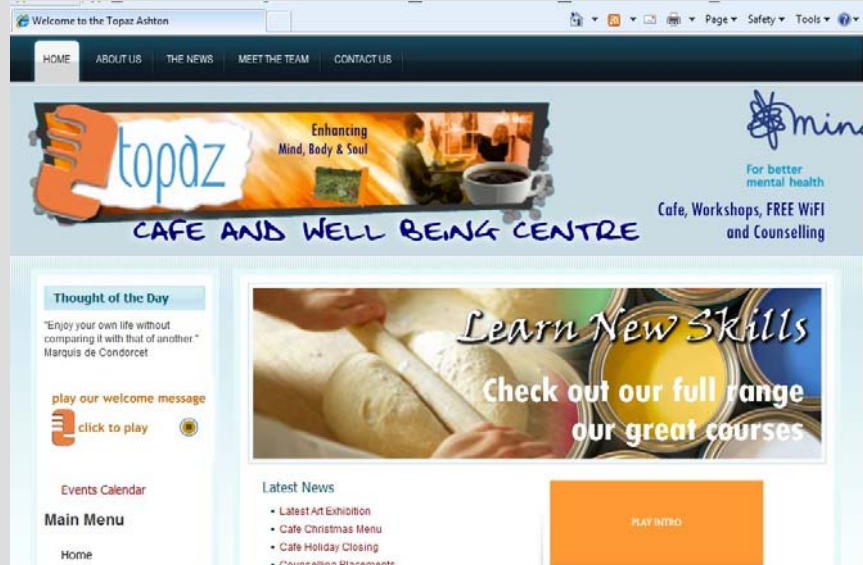 Welcome to the Topaz Ashton
Page Safety Tools
HOME ABOUT US THE NEWS MEET THE TEAM CONTACT US
topaz
Enhancing
Mind, Body & Soul
CAFE AND WELL BEING CENTRE
mind
For better
mental health
Cafe, Workshops, FREE WiFI
and Counselling
Thought of the Day
"Enjoy your own life without
comparing it with that of another."
Marquis de Condorcet
play our welcome message
click to play
Events Calendar
Main Menu
Home
Learn New Skills
Check out our full range
our great courses
Latest News
Latest Art Exhibition
Cafe Christmas Menu
Cafe Holiday Closing
Counselling Placements
PLAY INTRO